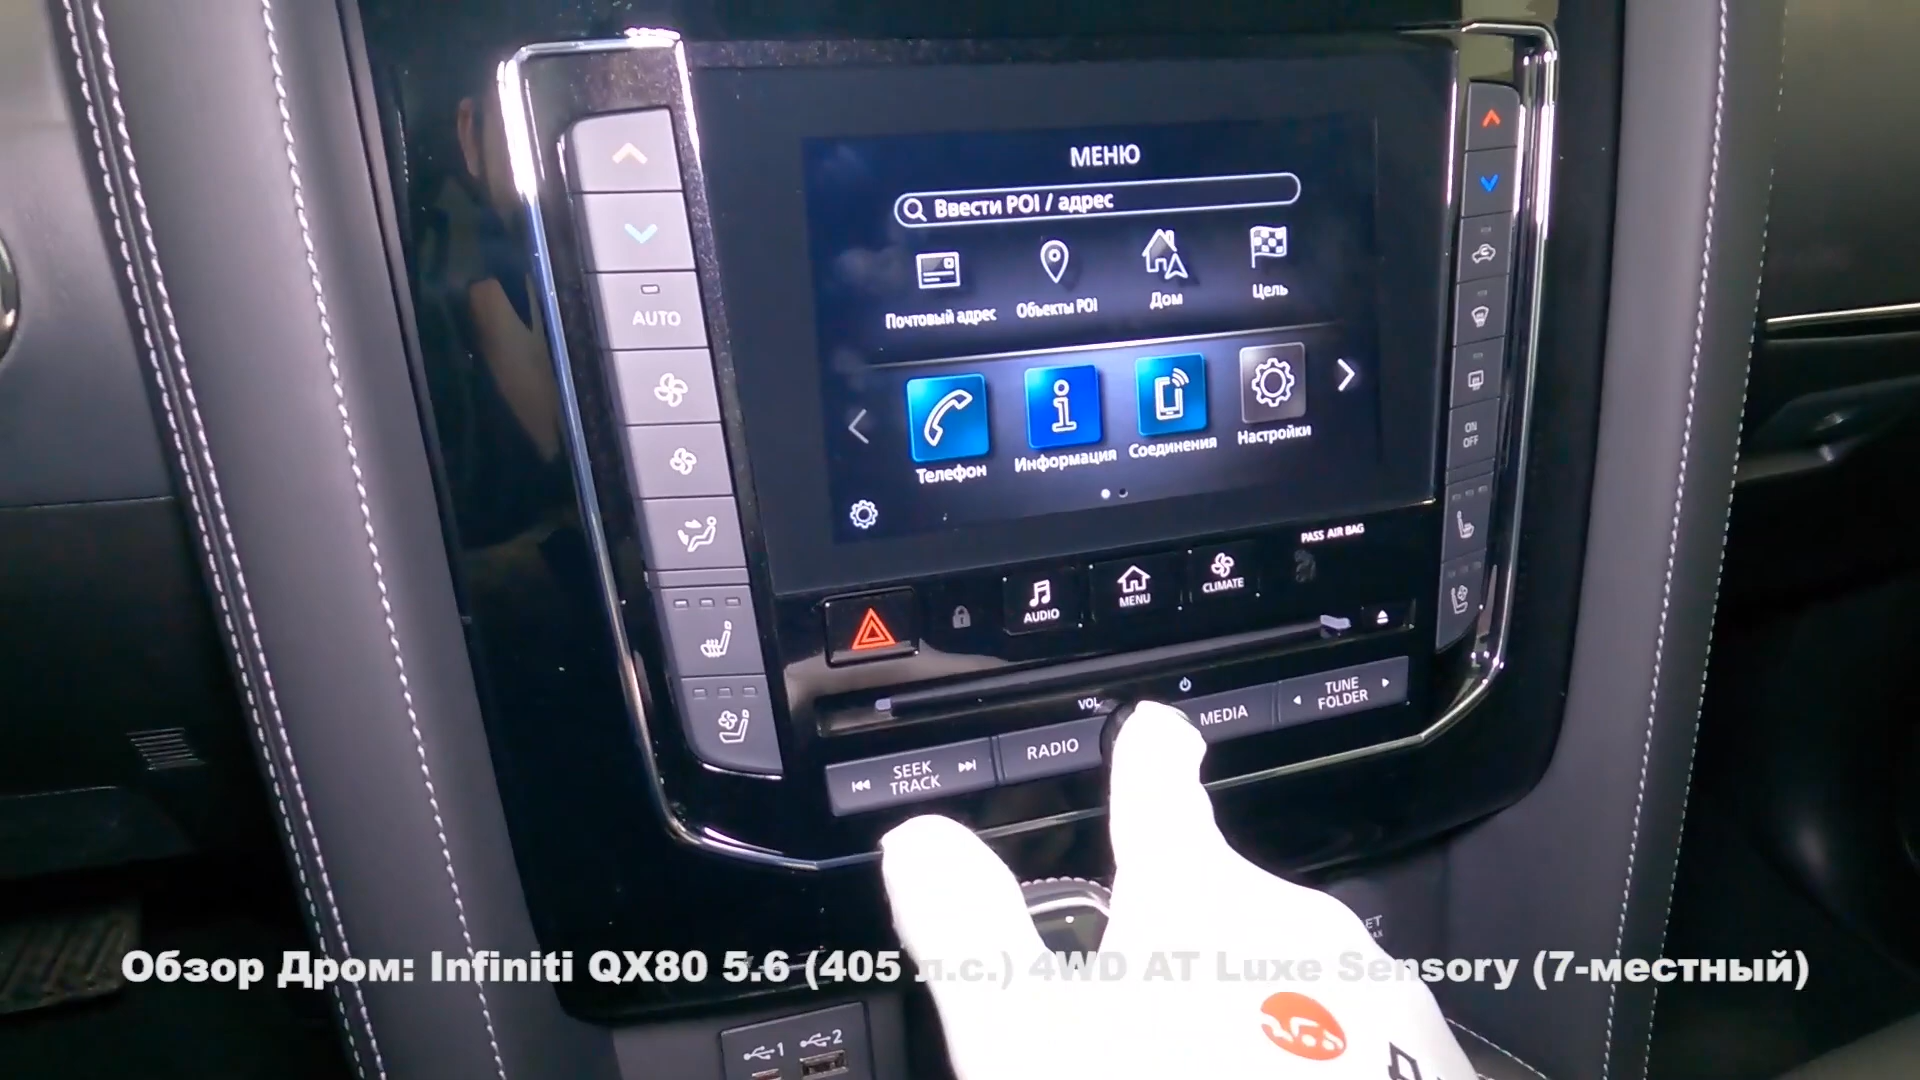 МЕНЮ
Ввести POI / адрес
Почтовый адрес
Объекты POI
Дом
Цель
Телефон
Информация
Соединения
Настройки
AUTO
ON
OFF
PASS AIR BAG
AUDIO
MENU
CLIMATE
VOL
SEEK
TRACK
RADIO
MEDIA
TUNE
FOLDER
Обзор Дром: Infiniti QX80 5.6 (405 л.с.) 4WD AT Luxe Sensory (7-местный)
1
2